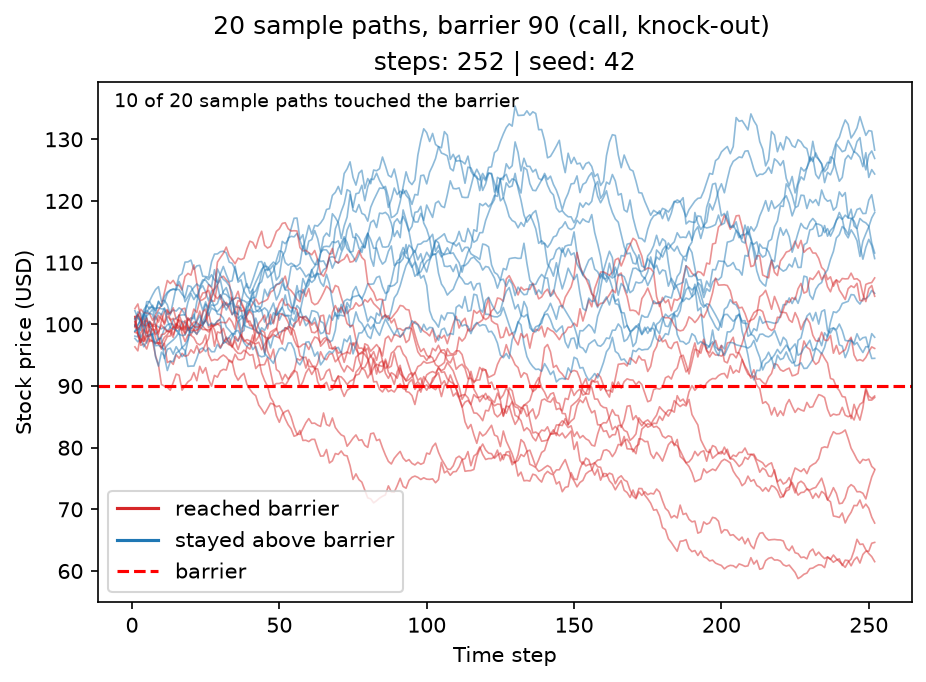 20 sample paths, barrier 90 (call, knock-out)
steps: 252 | seed: 42
10 of 20 sample paths touched the barrier
Stock price (USD)
130
120
110
100
90
80
70
60
reached barrier
stayed above barrier
barrier
0 50 100 150 200 250
Time step